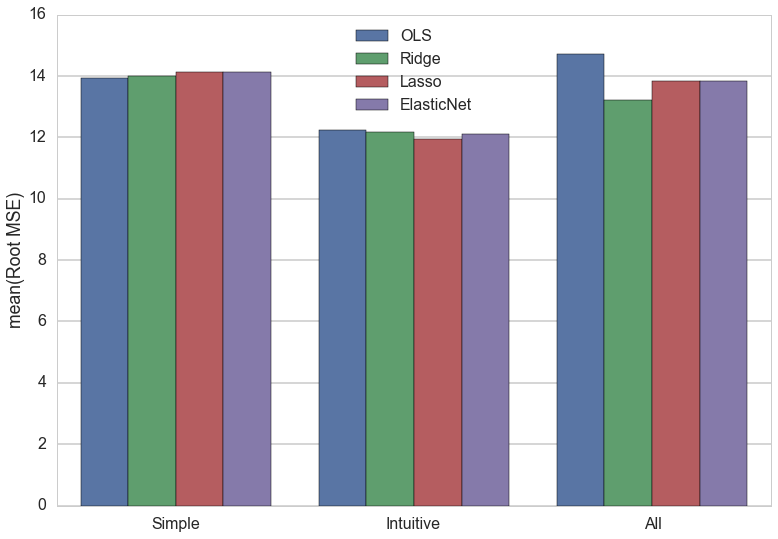 16
14
12
10
8
6
4
2
0
mean(Root MSE)
OLS
Ridge
Lasso
ElasticNet
Simple
Intuitive
All